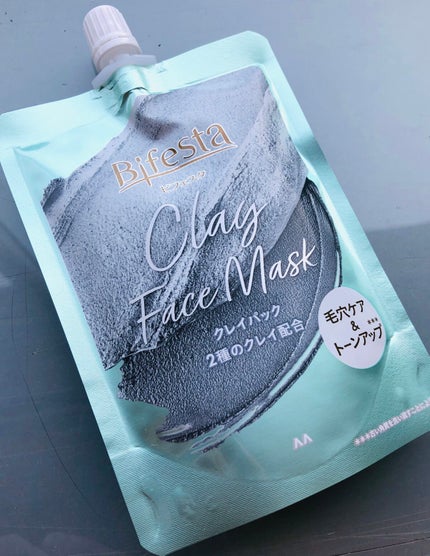 Bifesta
ビフェスタ
Clay
Face Mask
クレイパック
2種のクレイ配合
毛穴ケア
&
トーンアップ
※※※